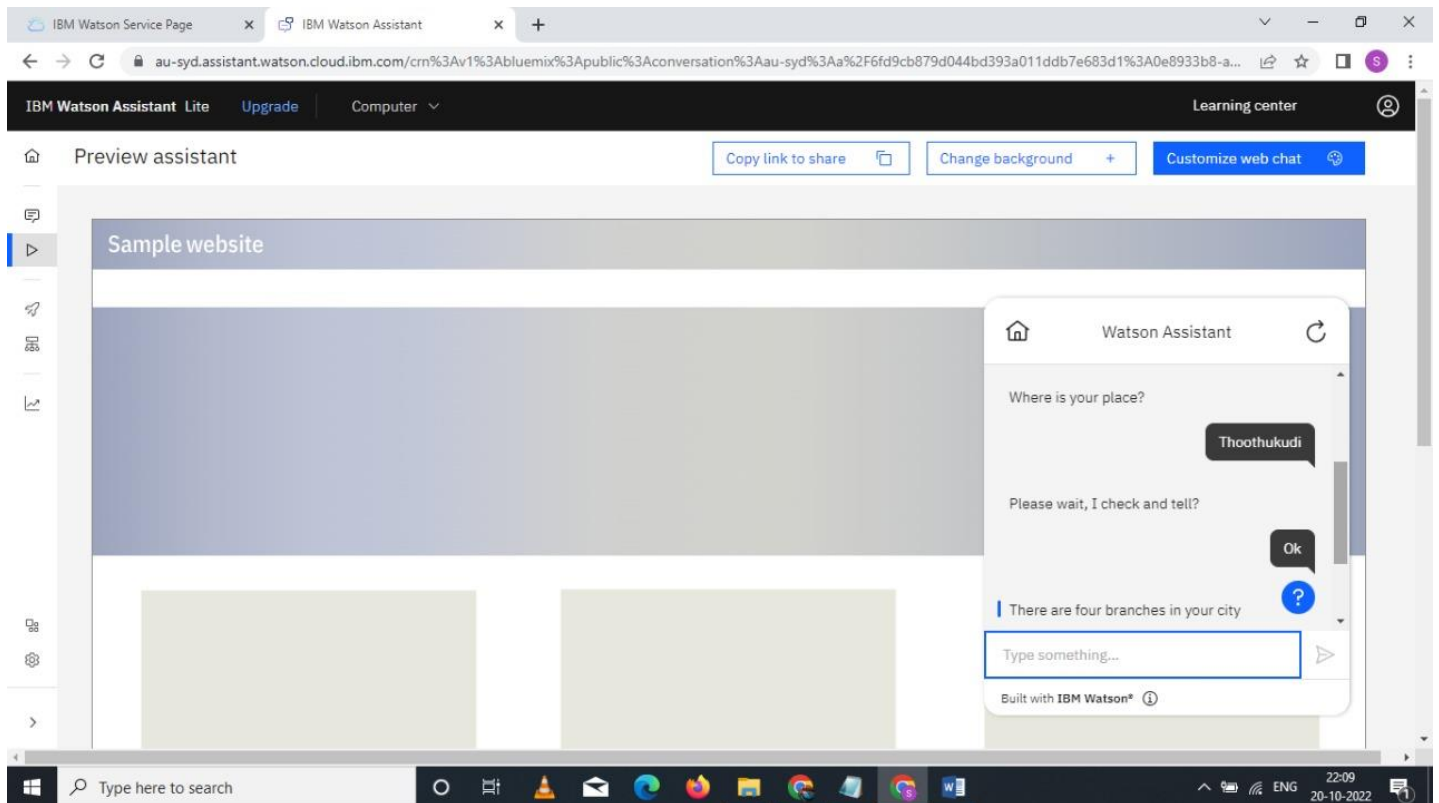 IBM Watson Service Page
IBM Watson Assistant
au-syd.assistant.watson.cloud.ibm.com/crn%3Av1%3Abluemix%3Apublic%3Aconversation%3Aau-syd%3Aa%2F6fd9cb879d044bd393a011ddb7e683d1%3A0e8933b8-a...
S
IBM Watson Assistant Lite Upgrade Computer Learning center
Preview assistant Copy link to share Change background + Customize web chat
Sample website
Watson Assistant
Where is your place?
Thoothukudi
Please wait, I check and tell?
Ok
?
There are four branches in your city
Type something...
Built with IBM Watson®
Type here to search
ENG
22:09
20-10-2022
1